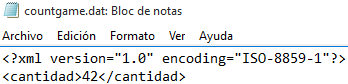 countgame.dat: Bloc de notas
Archivo Edición Formato Ver Ayuda
<?xml version="1.0" encoding="ISO-8859-1"?>
<cantidad>42</cantidad>